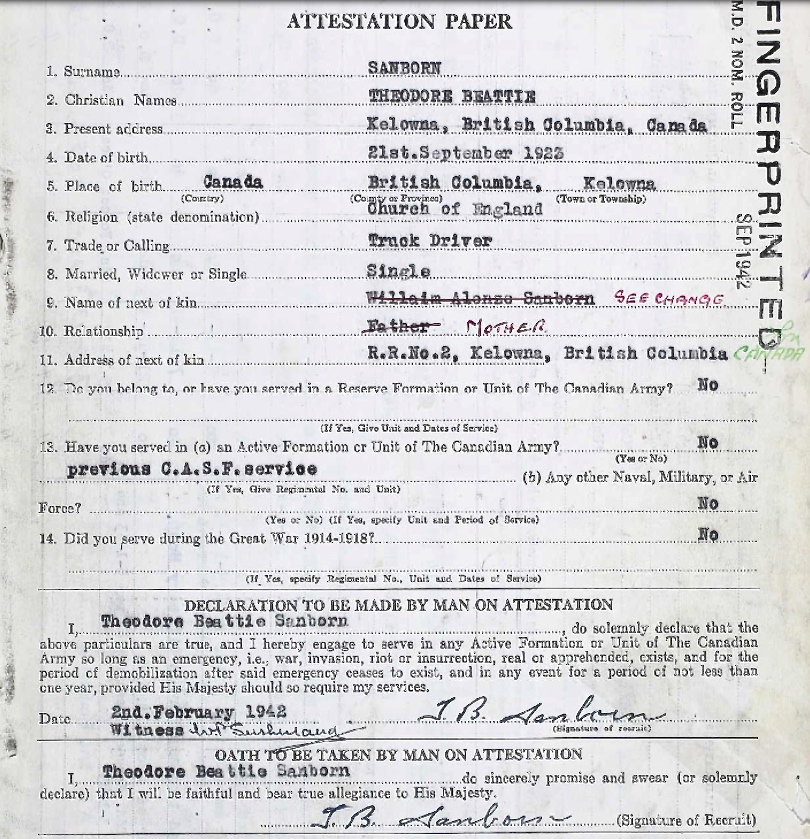 ATTESTATION PAPER
1. Surname SANBORN
2. Christian Names THEODORE BEATTIE
3. Present address Kelowna, British Columbia, Canada
4. Date of birth 21st.September 1923
5. Place of birth Canada British Columbia, Kelowna
(Country) (County or Province) (Town or Township)
6. Religion (state denomination) Church of England
7. Trade or Calling Truck Driver
8. Married, Widower or Single Single
9. Name of next of kin Willaim Alonzo Sanborn SEE CHANGE
10. Relationship Father MOTHER
11. Address of next of kin R.R.No.2, Kelowna, British Columbia CANADA
12. Do you belong to, or have you served in a Reserve Formation or Unit of The Canadian Army? No
(If Yes, Give Unit and Dates of Service)
13. Have you served in (a) an Active Formation or Unit of The Canadian Army? No
(Yes or No)
previous C.A.S.F. service (b) Any other Naval, Military, or Air
(If Yes, Give Regimental No. and Unit)
Force? No
(Yes or No) (If Yes, specify Unit and Period of Service)
14. Did you serve during the Great War 1914-1918? No
(If Yes, specify Regimental No., Unit and Dates of Service)
DECLARATION TO BE MADE BY MAN ON ATTESTATION
I, Theodore Beattie Sanborn, do solemnly declare that the
above particulars are true, and I hereby engage to serve in any Active Formation or Unit of The Canadian
Army so long as an emergency, i.e., war, invasion, riot or insurrection, real or apprehended, exists, and for the
period of demobilization after said emergency ceases to exist, and in any event for a period of not less than
one year, provided His Majesty should so require my services.
Date 2nd.February 1942 T.B. Sanborn
Witness Sutherland (Signature of recruit)
OATH TO BE TAKEN BY MAN ON ATTESTATION
I, Theodore Beattie Sanborn do sincerely promise and swear (or solemnly
declare) that I will be faithful and bear true allegiance to His Majesty.
T.B. Sanborn (Signature of Recruit)
FINGERPRINTED
M.D. 2 NOM. ROLL
SEP 1942